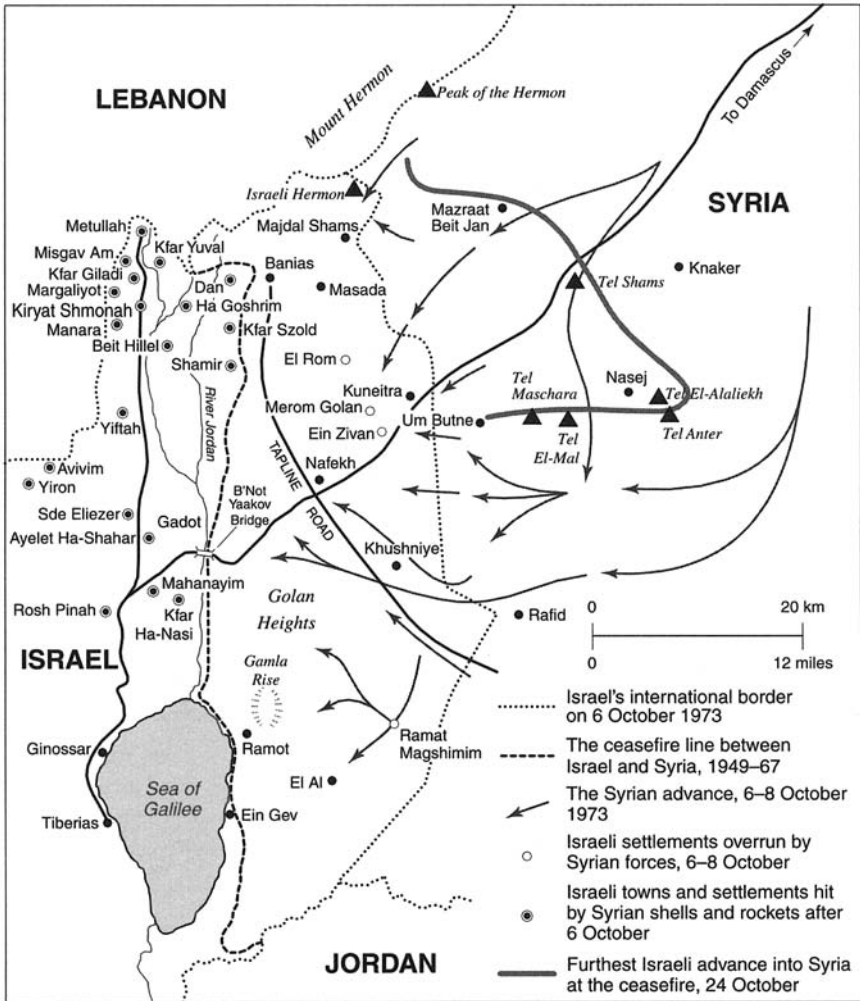 LEBANON
Mount Hermon
Peak of the Hermon
To Damascus
Israeli Hermon
SYRIA
Metullah
Majdal Shams
Mazraat
Beit Jan
Misgav Am
Kfar Yuval
Kfar Giladi
Banias
Knaker
Margaliyot
Dan
Masada
Tel Shams
Kiryat Shmonah
Ha Goshrim
Manara
Kfar Szold
Beit Hillel
El Rom
Shamir
Kuneitra
Tel
Maschara
Nasej
Tel El-Alaliekh
River Jordan
Merom Golan
Um Butne
Yiftah
Ein Zivan
Tel
El-Mal
Tel Anter
TAPLINE
ROAD
Avivim
Nafekh
Yiron
B'Not
Yaakov
Bridge
Sde Eliezer
Gadot
Ayelet Ha-Shahar
Khushniye
Mahanayim
Rosh Pinah
Kfar
Ha-Nasi
Golan
Heights
Rafid
0
20 km
0
12 miles
ISRAEL
Gamla
Rise
Ramat
Magshimim
Ginossar
Ramot
El Al
Sea of
Galilee
Tiberias
Ein Gev
JORDAN
Israel's international border
on 6 October 1973
The ceasefire line between
Israel and Syria, 1949–67
The Syrian advance, 6–8 October
1973
Israeli settlements overrun by
Syrian forces, 6–8 October
Israeli towns and settlements hit
by Syrian shells and rockets after
6 October
Furthest Israeli advance into Syria
at the ceasefire, 24 October